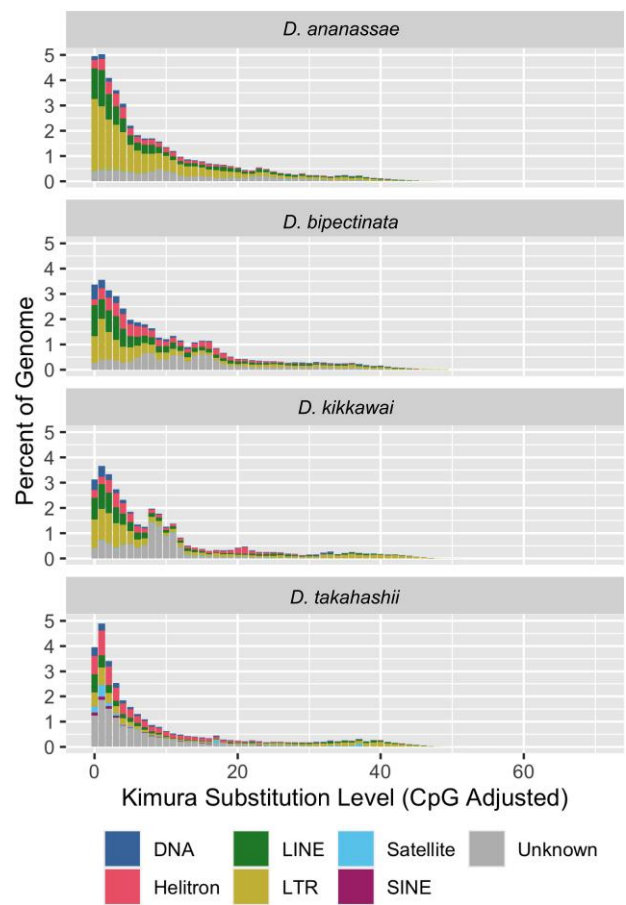 D. ananassae
5
4
3
2
1
0
D. bipectinata
5
4
3
2
1
0
D. kikkawai
5
4
3
2
1
0
D. takahashii
5
4
3
2
1
0
Percent of Genome
0 20 40 60
Kimura Substitution Level (CpG Adjusted)
DNA LINE Satellite Unknown
Helitron LTR SINE